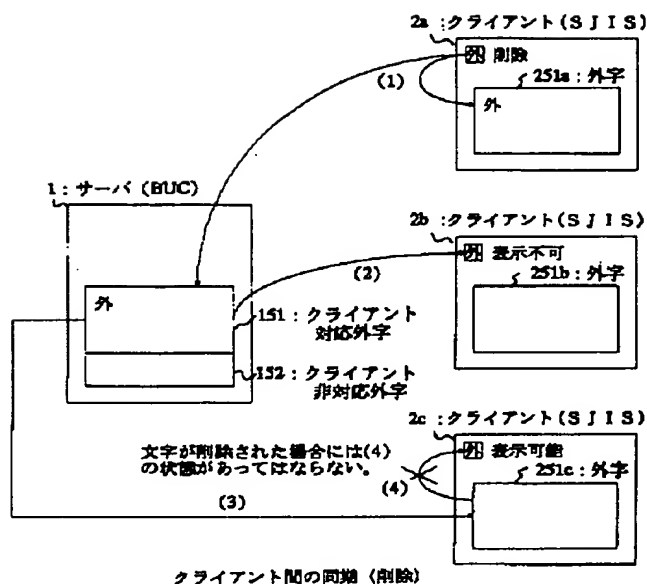 2a :クライアント(SJIS)
外 削除
251a:外字
(1)
外
1:サーバ (EUC)
2b :クライアント(SJIS)
外 表示不可
(2)
251b:外字
外
151:クライアント
対応外字
152:クライアント
非対応外字
2c:クライアント(SJIS)
文字が削除された場合には(4)
の状態があってはならない。
外 表示可能
251c:外字
(4)
(3)
クライアント間の同期 (削除)